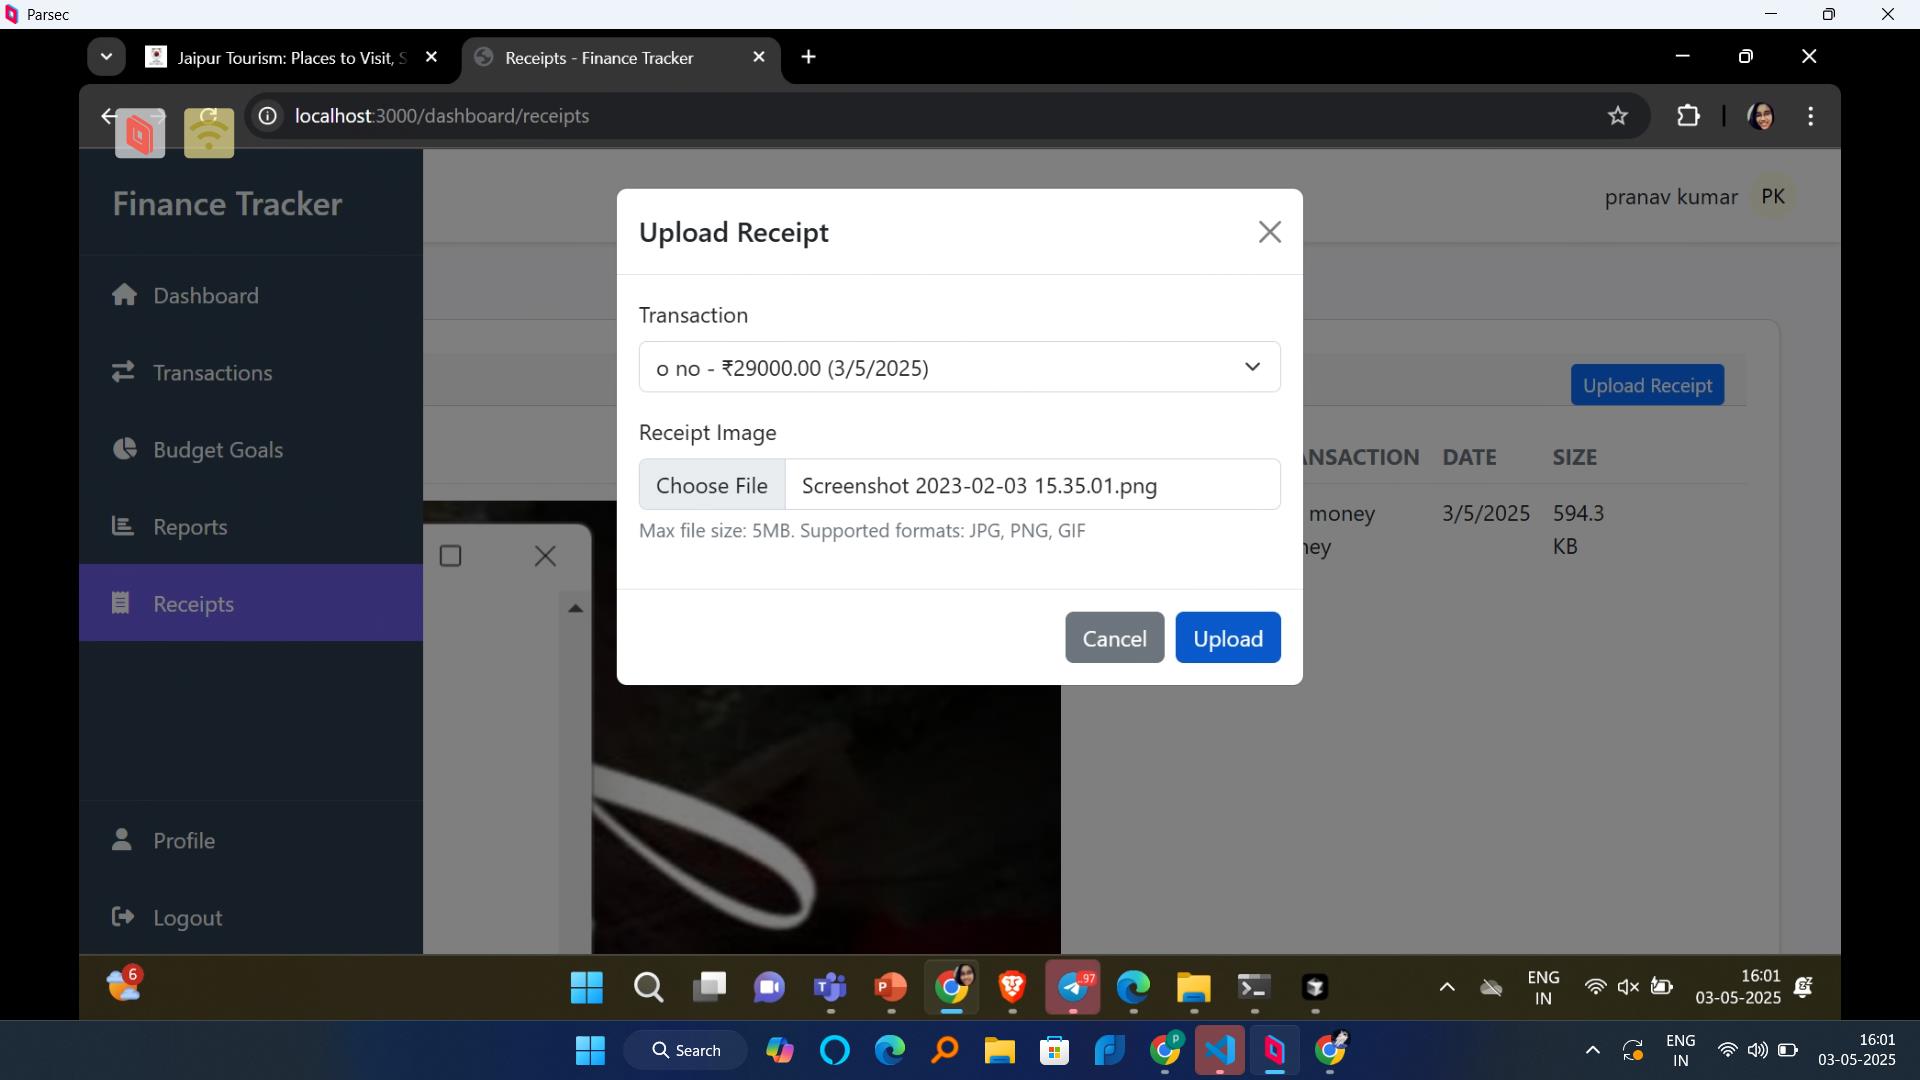 Parsec
Jaipur Tourism: Places to Visit, S
Receipts - Finance Tracker
localhost:3000/dashboard/receipts
Finance Tracker
pranav kumar PK
Dashboard
Transactions
Budget Goals
Reports
Receipts
Profile
Logout
Upload Receipt
Transaction
o no - ₹29000.00 (3/5/2025)
Receipt Image
Choose File Screenshot 2023-02-03 15.35.01.png
Max file size: 5MB. Supported formats: JPG, PNG, GIF
Cancel Upload
Upload Receipt
NSACTION DATE SIZE
money 3/5/2025 594.3
ey KB
6
97
ENG
IN
16:01
03-05-2025
Search
P
ENG
IN
16:01
03-05-2025